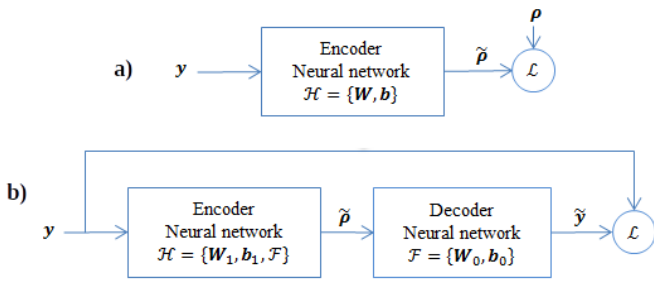 ρ
Encoder
a) y Neural network ρ̃ ℒ
ℋ = {W, b}
b)
Encoder Decoder
y Neural network ρ̃ Neural network ỹ ℒ
ℋ = {W₁, b₁, ℱ} ℱ = {W₀, b₀}